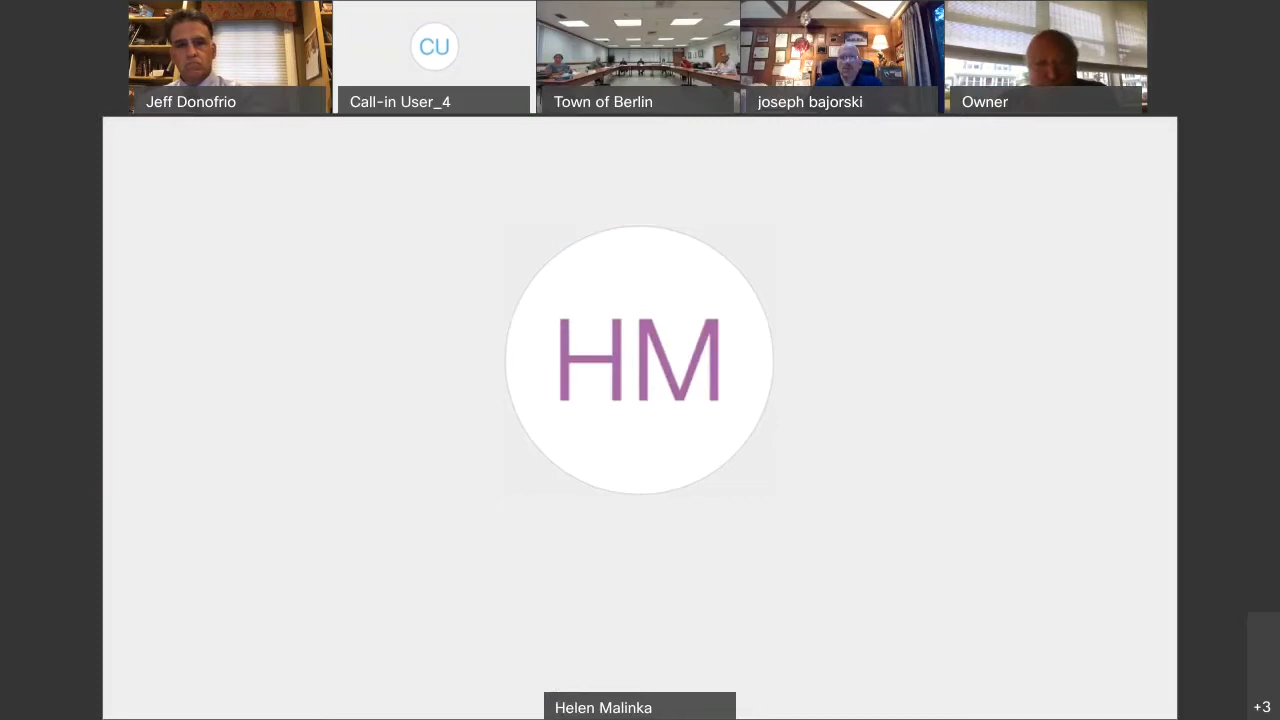 CU
Jeff Donofrio
Call-in User_4
Town of Berlin
joseph bajorski
Owner
HM
Helen Malinka
+3